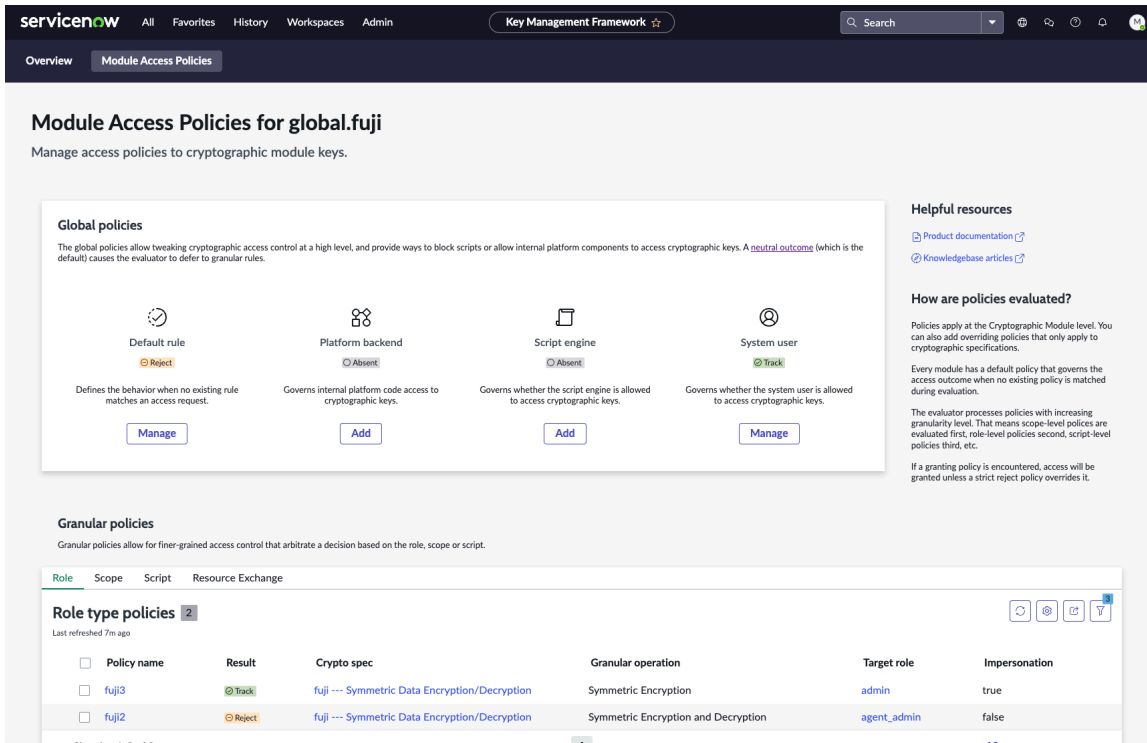 servicenow All Favorites History Workspaces Admin Key Management Framework Search M
Overview Module Access Policies
Module Access Policies for global.fuji
Manage access policies to cryptographic module keys.
Global policies
The global policies allow tweaking cryptographic access control at a high level, and provide ways to block scripts or allow internal platform components to access cryptographic keys. A neutral outcome (which is the
default) causes the evaluator to defer to granular rules.
Default rule
Reject
Defines the behavior when no existing rule
matches an access request.
Manage
Platform backend
Absent
Governs internal platform code access to
cryptographic keys.
Add
Script engine
Absent
Governs whether the script engine is allowed
to access cryptographic keys.
Add
System user
Track
Governs whether the system user is allowed
to access cryptographic keys.
Manage
Helpful resources
Product documentation
Knowledgebase articles
How are policies evaluated?
Policies apply at the Cryptographic Module level. You
can also add overriding policies that only apply to
cryptographic specifications.
Every module has a default policy that governs the
access outcome when no existing policy is matched
during evaluation.
The evaluator processes policies with increasing
granularity level. That means scope-level polices are
evaluated first, role-level policies second, script-level
policies third, etc.
If a granting policy is encountered, access will be
granted unless a strict reject policy overrides it.
Granular policies
Granular policies allow for finer-grained access control that arbitrate a decision based on the role, scope or script.
Role Scope Script Resource Exchange
Role type policies 2
3
Last refreshed 7m ago
Policy name Result Crypto spec Granular operation Target role Impersonation
fuji3 Track fuji --- Symmetric Data Encryption/Decryption Symmetric Encryption admin true
fuji2 Reject fuji --- Symmetric Data Encryption/Decryption Symmetric Encryption and Decryption agent_admin false